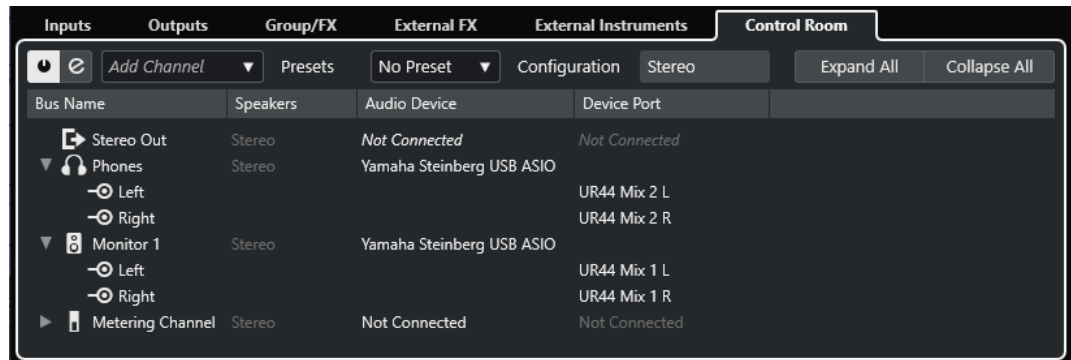 Inputs Outputs Group/FX External FX External Instruments Control Room
Add Channel Presets No Preset Configuration Stereo Expand All Collapse All
Bus Name Speakers Audio Device Device Port
Stereo Out Stereo Not Connected Not Connected
Phones Stereo Yamaha Steinberg USB ASIO
Left UR44 Mix 2 L
Right UR44 Mix 2 R
Monitor 1 Stereo Yamaha Steinberg USB ASIO
Left UR44 Mix 1 L
Right UR44 Mix 1 R
Metering Channel Stereo Not Connected Not Connected